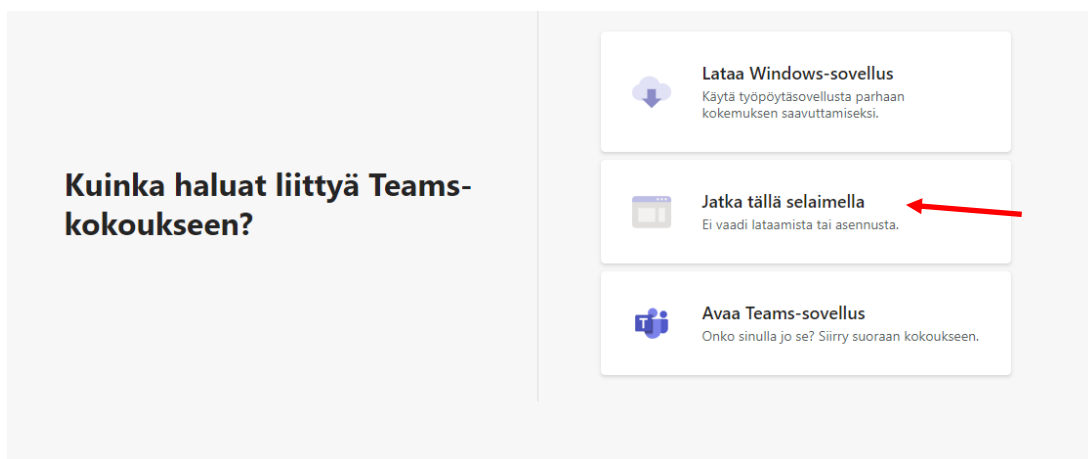 Kuinka haluat liittyä Teams-
kokoukseen?
Lataa Windows-sovellus
Käytä työpöytäsovellusta parhaan
kokemuksen saavuttamiseksi.
Jatka tällä selaimella
Ei vaadi lataamista tai asennusta.
Avaa Teams-sovellus
Onko sinulla jo se? Siirry suoraan kokoukseen.